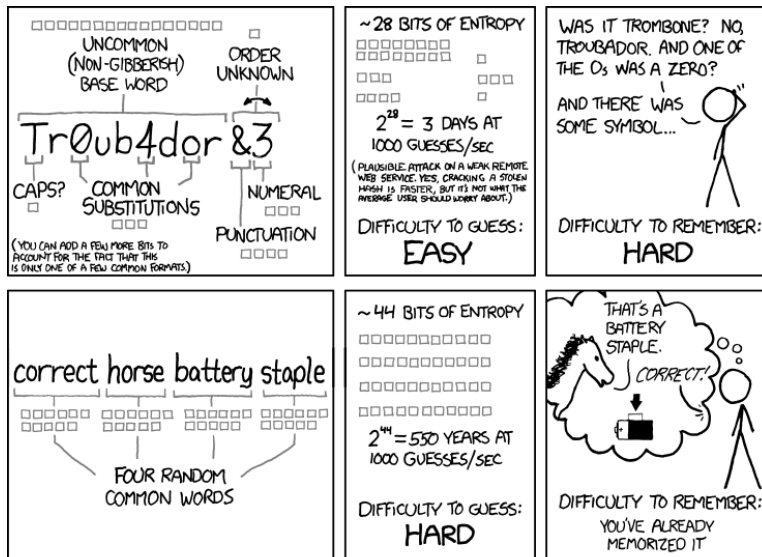 UNCOMMON
(NON-GIBBERISH)
BASE WORD
ORDER
UNKNOWN
Tr0ub4dor &3
CAPS?
COMMON
SUBSTITUTIONS
NUMERAL
PUNCTUATION
(YOU CAN ADD A FEW MORE BITS TO
ACCOUNT FOR THE FACT THAT THIS
IS ONLY ONE OF A FEW COMMON FORMATS.)
~28 BITS OF ENTROPY
2^28 = 3 DAYS AT
1000 GUESSES/SEC
(PLAUSIBLE ATTACK ON A WEAK REMOTE
WEB SERVICE. YES, CRACKING A STOLEN
HASH IS FASTER, BUT IT'S NOT WHAT THE
AVERAGE USER SHOULD WORRY ABOUT.)
DIFFICULTY TO GUESS:
EASY
WAS IT TROMBONE? NO,
TROUBADOR. AND ONE OF
THE Os WAS A ZERO?
AND THERE WAS
SOME SYMBOL...
DIFFICULTY TO REMEMBER:
HARD
correct horse battery staple
FOUR RANDOM
COMMON WORDS
~44 BITS OF ENTROPY
2^44 = 550 YEARS AT
1000 GUESSES/SEC
DIFFICULTY TO GUESS:
HARD
THAT'S A
BATTERY
STAPLE.
CORRECT!
DIFFICULTY TO REMEMBER:
YOU'VE ALREADY
MEMORIZED IT